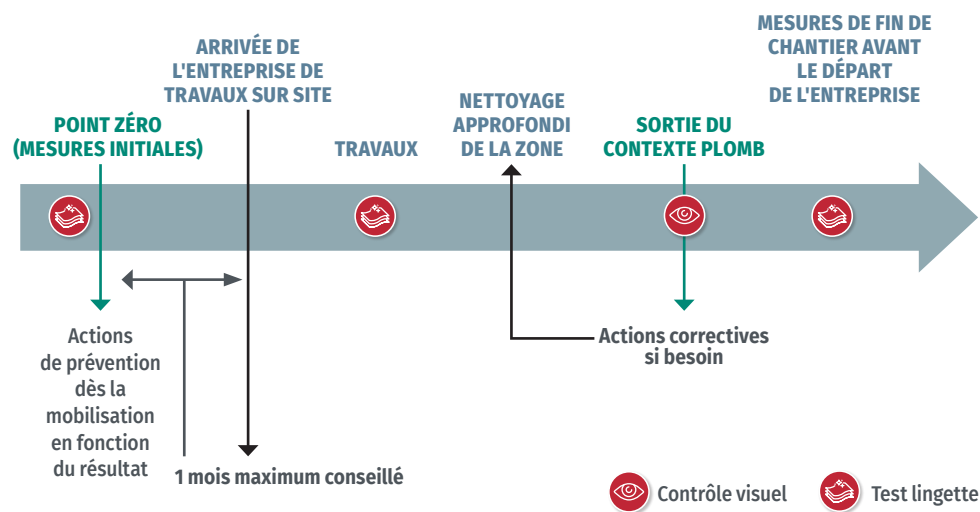 POINT ZÉRO
(MESURES INITIALES)
ARRIVÉE DE
L'ENTREPRISE DE
TRAVAUX SUR SITE
TRAVAUX
NETTOYAGE
APPROFONDI
DE LA ZONE
SORTIE DU
CONTEXTE PLOMB
MESURES DE FIN DE
CHANTIER AVANT
LE DÉPART
DE L'ENTREPRISE
Actions
de prévention
dès la
mobilisation
en fonction
du résultat
1 mois maximum conseillé
Actions correctives
si besoin
Contrôle visuel
Test lingette